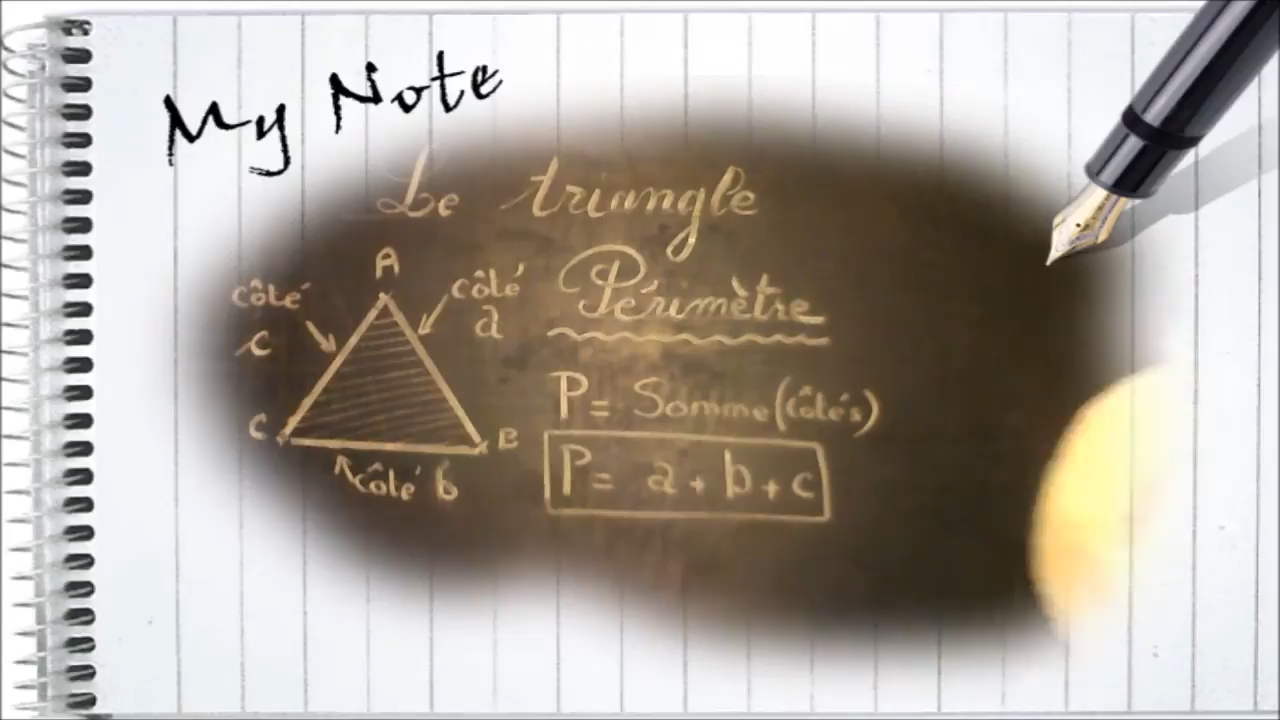 My Note
Le triangle
Périmètre
A
côté
c
côté
a
C
B
côté b
P = Somme (côtés)
P = a + b + c